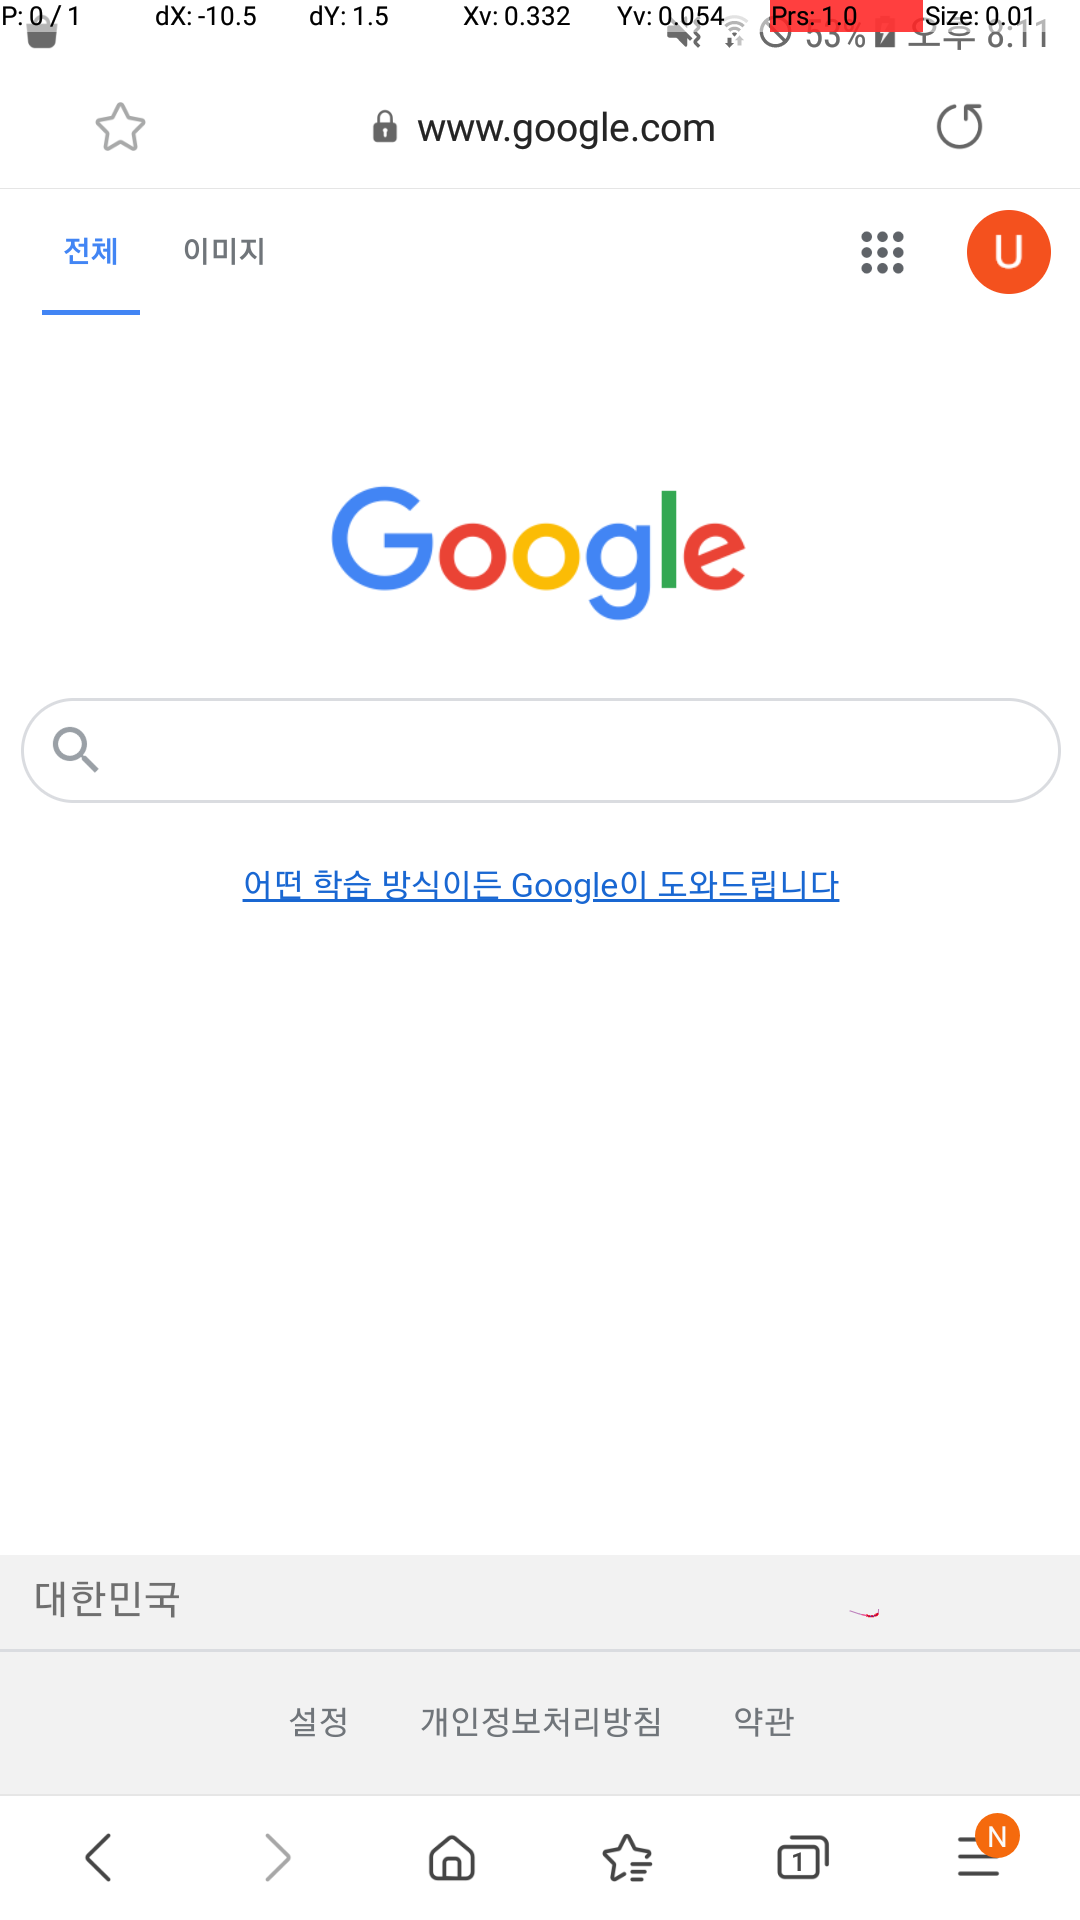 P: 0 / 1 dX: -10.5 dY: 1.5 Xv: 0.332 Yv: 0.054 Prs: 1.0 Size: 0.01
53% 오후 8:11
www.google.com
전체 이미지 U
Google
어떤 학습 방식이든 Google이 도와드립니다
대한민국
설정 개인정보처리방침 약관
1 N